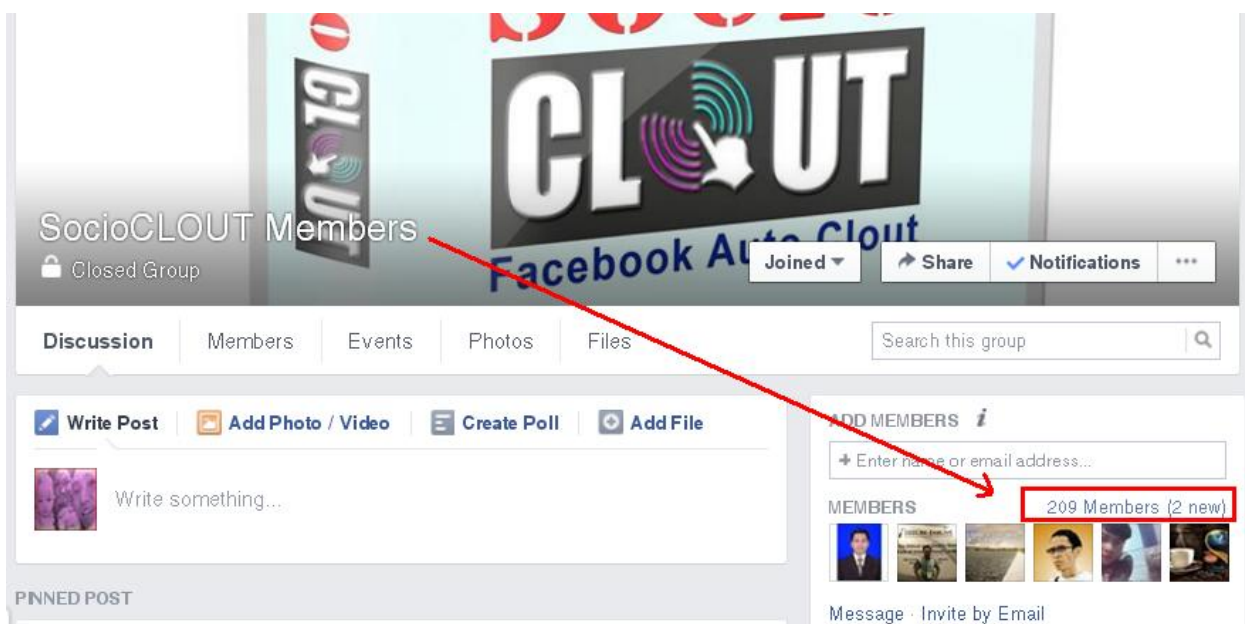 CLOUT
CLOUT
Facebook Auto Clout
SocioCLOUT Members
Closed Group
Joined
Share
Notifications
Discussion
Members
Events
Photos
Files
Search this group
Write Post
Add Photo / Video
Create Poll
Add File
Write something...
ADD MEMBERS i
+ Enter name or email address...
MEMBERS
209 Members (2 new)
Message · Invite by Email
PINNED POST